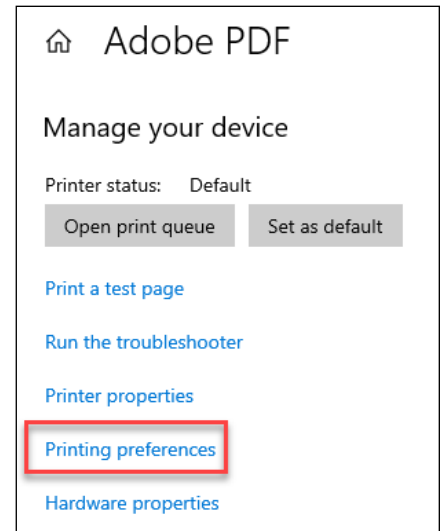 Adobe PDF
Manage your device
Printer status: Default
Open print queue Set as default
Print a test page
Run the troubleshooter
Printer properties
Printing preferences
Hardware properties